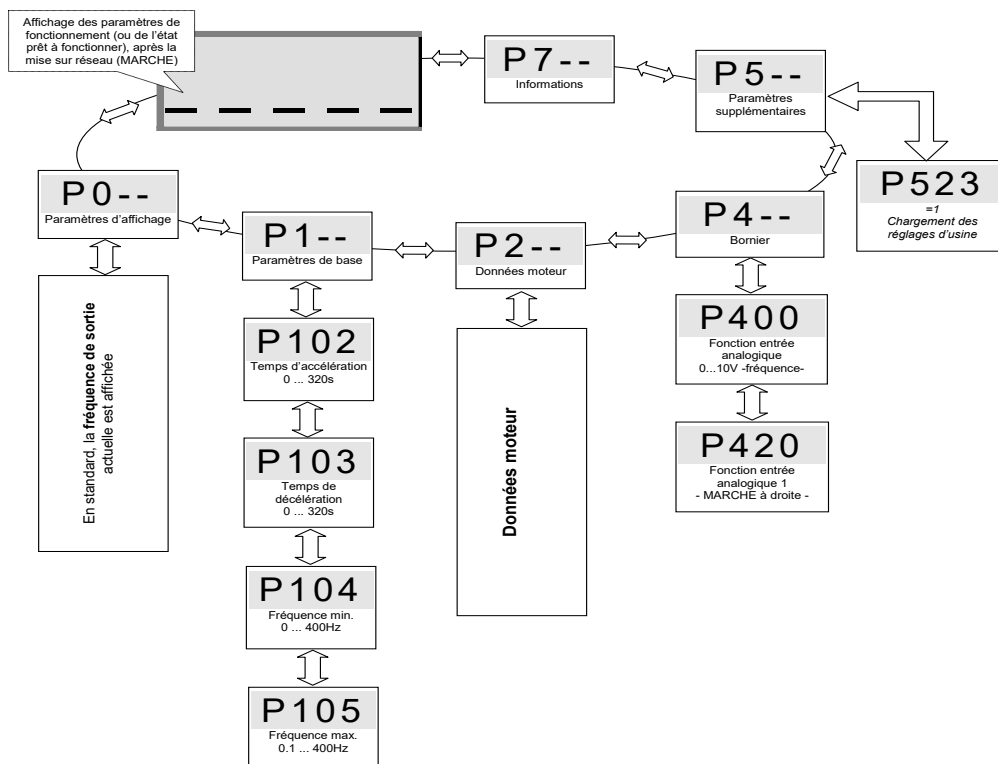 Affichage des paramètres de
fonctionnement (ou de l'état
prêt à fonctionner), après la
mise sur réseau (MARCHE)
P7--
Informations
P5--
Paramètres
supplémentaires
P523
=1
Chargement des
réglages d'usine
P0--
Paramètres d'affichage
P1--
Paramètres de base
P2--
Données moteur
P4--
Bornier
En standard, la fréquence de sortie
actuelle est affichée
P102
Temps d'accélération
0 ... 320s
P103
Temps de
décélération
0 ... 320s
P104
Fréquence min.
0 ... 400Hz
P105
Fréquence max.
0.1 ... 400Hz
Données moteur
P400
Fonction entrée
analogique
0...10V -fréquence-
P420
Fonction entrée
analogique 1
- MARCHE à droite -